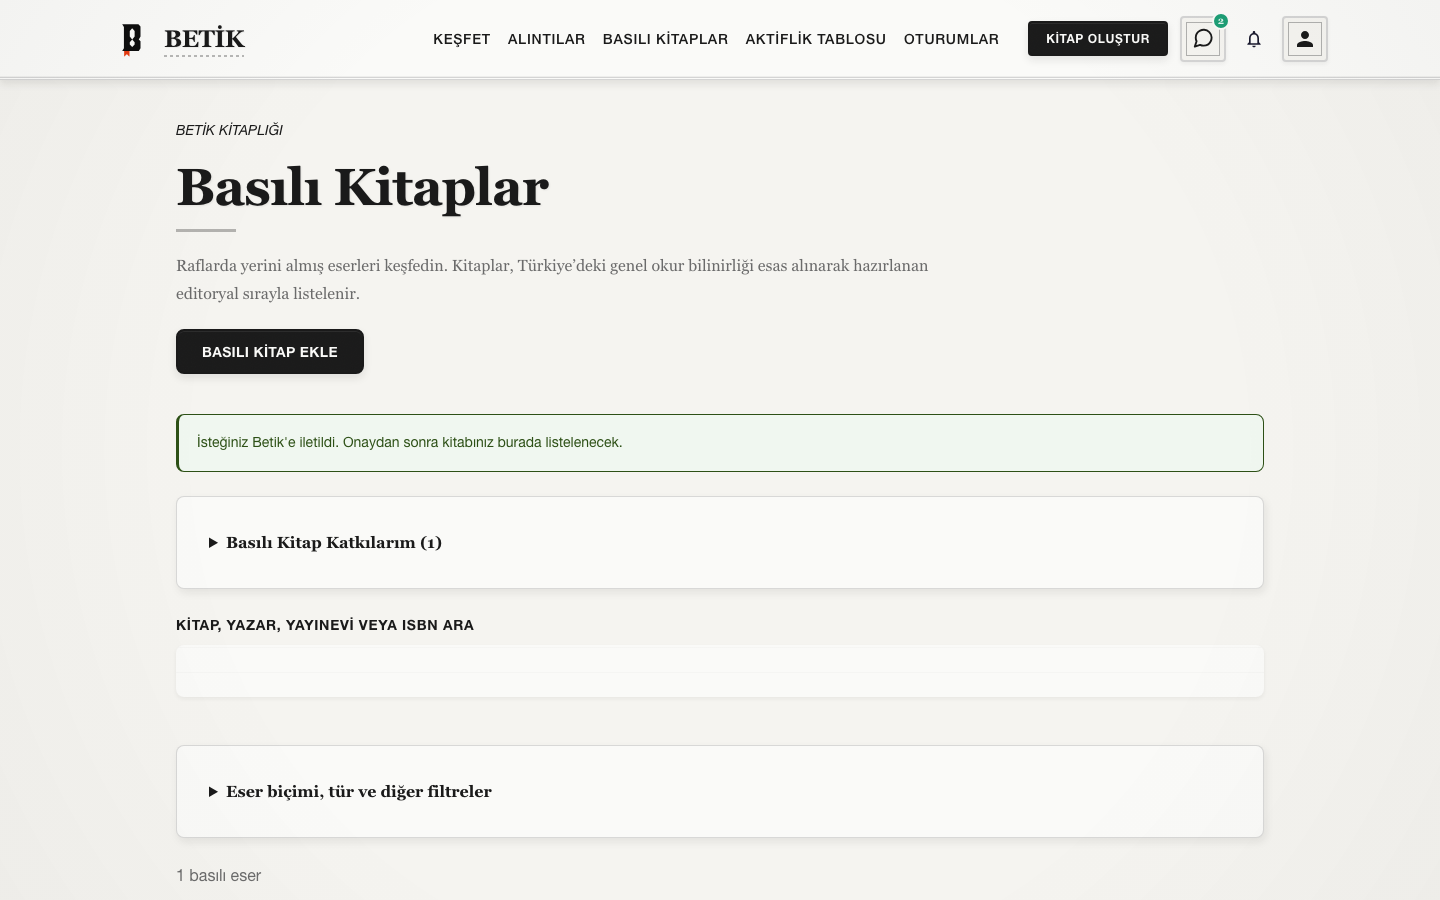 BETİK
KEŞFET
ALINTILAR
BASILI KİTAPLAR
AKTİFLİK TABLOSU
OTURUMLAR
KİTAP OLUŞTUR
2
BETİK KİTAPLIĞI
Basılı Kitaplar
Raflarda yerini almış eserleri keşfedin. Kitaplar, Türkiye’deki genel okur bilinirliği esas alınarak hazırlanan
editoryal sırayla listelenir.
BASILI KİTAP EKLE
İsteğiniz Betik'e iletildi. Onaydan sonra kitabınız burada listelenecek.
Basılı Kitap Katkılarım (1)
KİTAP, YAZAR, YAYINEVİ VEYA ISBN ARA
Eser biçimi, tür ve diğer filtreler
1 basılı eser